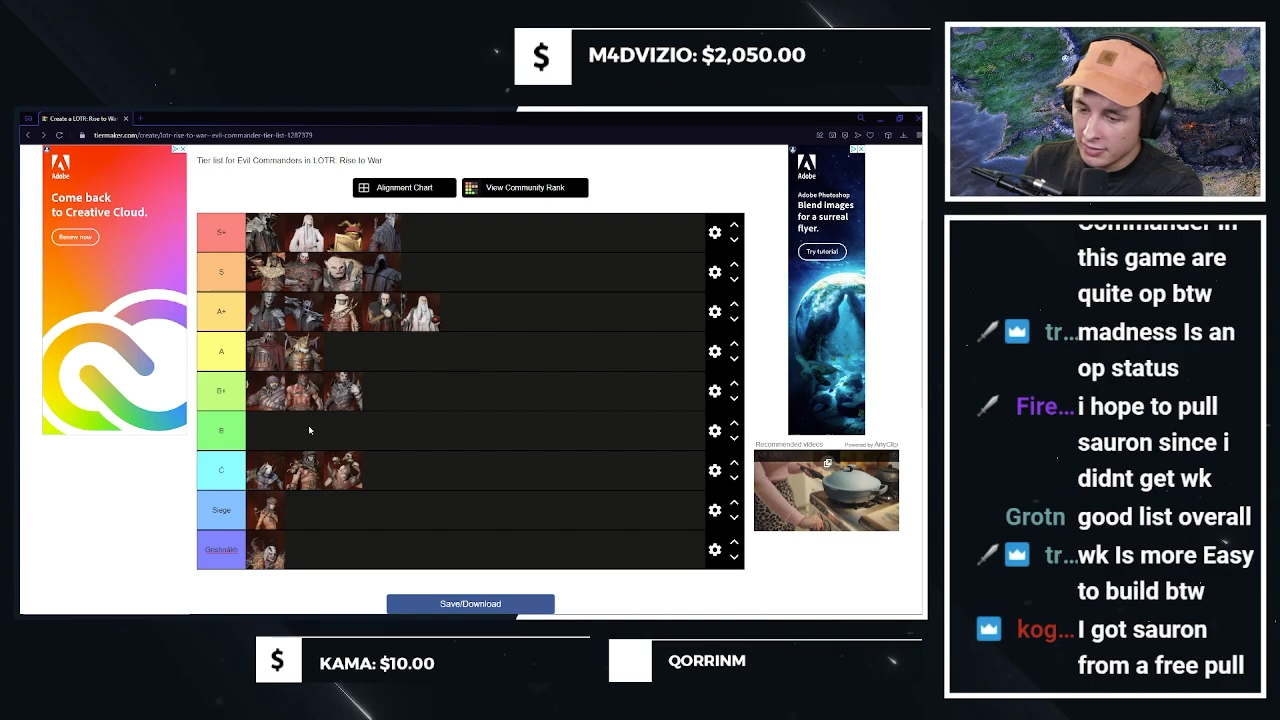 $ M4DVIZIO: $2,050.00
Create a LOTR: Rise to Wa
tiermaker.com/create/lotr-rise-to-war--evil-commander-tier-list-1287379
Adobe
Come back
to Creative Cloud.
Renew now
Tier list for Evil Commanders in LOTR: Rise to War
Alignment Chart
View Community Rank
S+
S
A+
A
B+
B
C
Siege
Grishnákh
Save/Download
Adobe
Adobe Photoshop
Blend images
for a surreal
flyer.
Try tutorial
Recommended videos
Powered by AnyClip
Commander in
this game are
quite op btw
tr...madness Is an
op status
Fire... i hope to pull
sauron since i
didnt get wk
Grotn good list overall
tr...wk Is more Easy
to build btw
kog... I got sauron
from a free pull
$ KAMA: $10.00
QORRINM